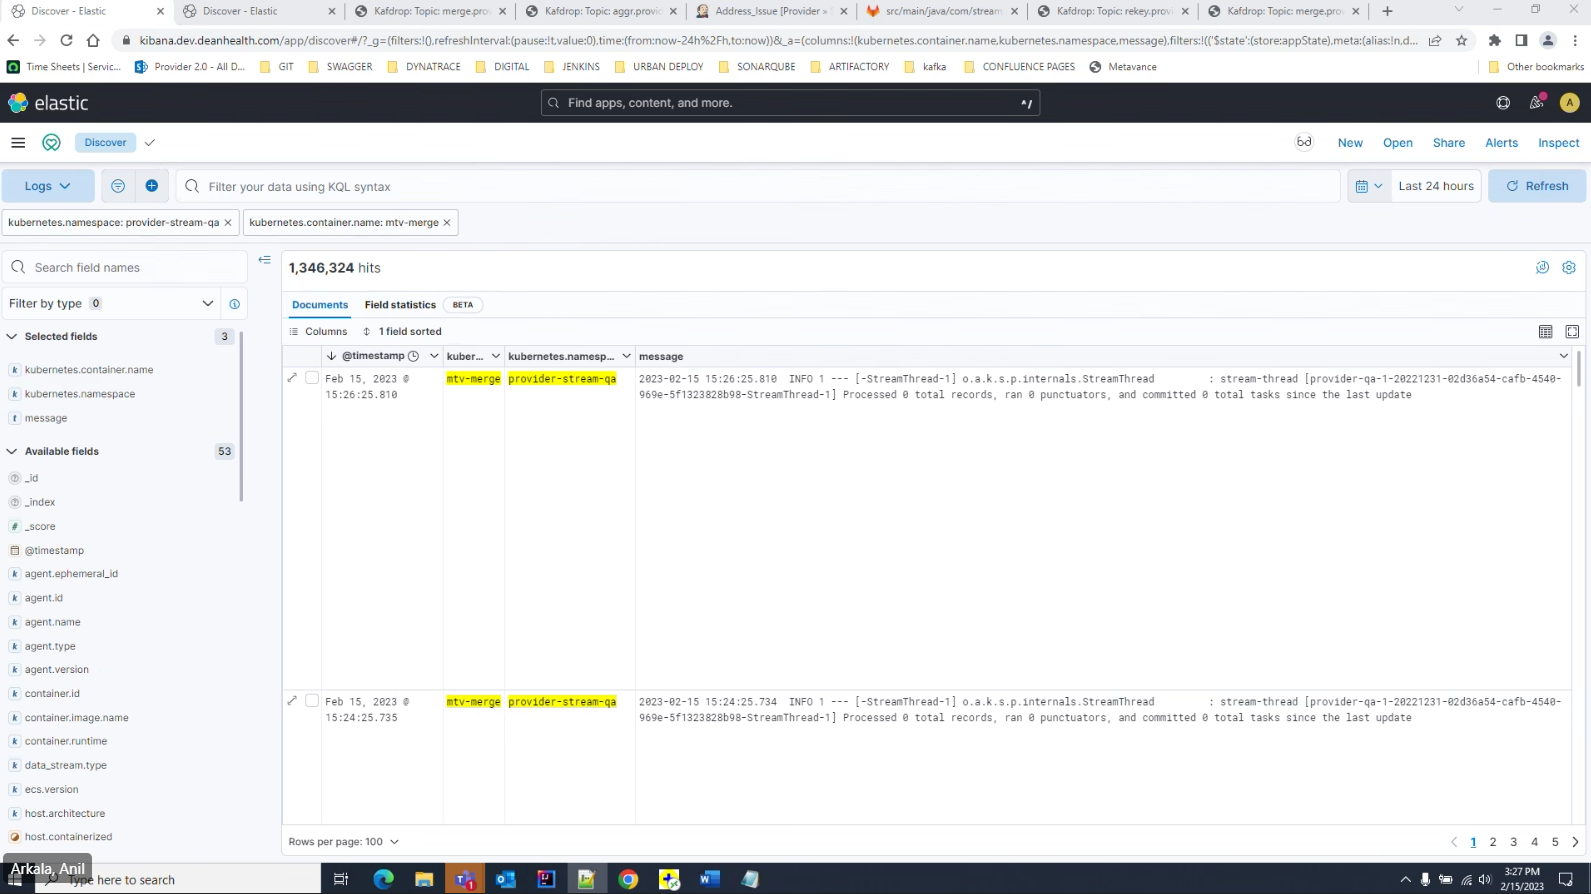 Discover - Elastic
Discover - Elastic
Kafdrop: Topic: merge.prov
Kafdrop: Topic: aggr.provid
Address_Issue [Provider »
src/main/java/com/stream
Kafdrop: Topic: rekey.provi
Kafdrop: Topic: merge.prov
kibana.dev.deanhealth.com/app/discover#/?_g=(filters:!(),refreshInterval:(pause:!t,value:0),time:(from:now-24h%2Fh,to:now))&_a=(columns:!(kubernetes.container.name,kubernetes.namespace,message),filters:!(('$state':(store:appState),meta:(alias:!n,d...
Time Sheets | Servic...
Provider 2.0 - All D...
GIT
SWAGGER
DYNATRACE
DIGITAL
JENKINS
URBAN DEPLOY
SONARQUBE
ARTIFACTORY
kafka
CONFLUENCE PAGES
Metavance
Other bookmarks
elastic
Find apps, content, and more.
^/
A
Discover
New
Open
Share
Alerts
Inspect
Logs
Filter your data using KQL syntax
Last 24 hours
Refresh
kubernetes.namespace: provider-stream-qa
kubernetes.container.name: mtv-merge
Search field names
1,346,324 hits
Filter by type 0
Documents
Field statistics
BETA
Columns
1 field sorted
Selected fields 3
@timestamp
kuber...
kubernetes.namesp...
message
k kubernetes.container.name
k kubernetes.namespace
t message
Feb 15, 2023 @ 15:26:25.810
mtv-merge
provider-stream-qa
2023-02-15 15:26:25.810 INFO 1 --- [-StreamThread-1] o.a.k.s.p.internals.StreamThread : stream-thread [provider-qa-1-20221231-02d36a54-cafb-4540-
969e-5f1323828b98-StreamThread-1] Processed 0 total records, ran 0 punctuators, and committed 0 total tasks since the last update
Available fields 53
_id
_index
# _score
@timestamp
k agent.ephemeral_id
k agent.id
k agent.name
k agent.type
k agent.version
k container.id
k container.image.name
k container.runtime
k data_stream.type
k ecs.version
k host.architecture
host.containerized
Feb 15, 2023 @ 15:24:25.735
mtv-merge
provider-stream-qa
2023-02-15 15:24:25.734 INFO 1 --- [-StreamThread-1] o.a.k.s.p.internals.StreamThread : stream-thread [provider-qa-1-20221231-02d36a54-cafb-4540-
969e-5f1323828b98-StreamThread-1] Processed 0 total records, ran 0 punctuators, and committed 0 total tasks since the last update
Rows per page: 100
1 2 3 4 5
Arkala, Anil
Type here to search
3:27 PM
2/15/2023